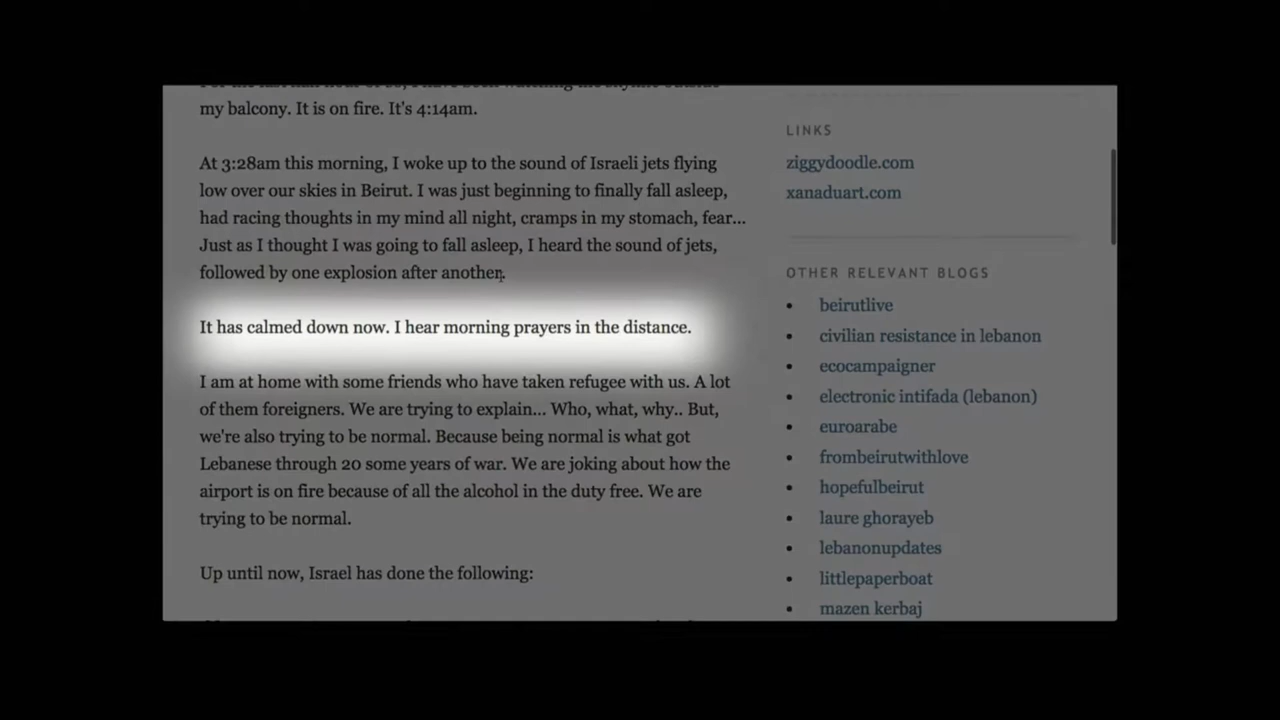 my balcony. It is on fire. It's 4:14am.
At 3:28am this morning, I woke up to the sound of Israeli jets flying
low over our skies in Beirut. I was just beginning to finally fall asleep,
had racing thoughts in my mind all night, cramps in my stomach, fear...
Just as I thought I was going to fall asleep, I heard the sound of jets,
followed by one explosion after another.
It has calmed down now. I hear morning prayers in the distance.
I am at home with some friends who have taken refugee with us. A lot
of them foreigners. We are trying to explain... Who, what, why.. But,
we're also trying to be normal. Because being normal is what got
Lebanese through 20 some years of war. We are joking about how the
airport is on fire because of all the alcohol in the duty free. We are
trying to be normal.
Up until now, Israel has done the following:
LINKS
ziggydoodle.com
xanaduart.com
OTHER RELEVANT BLOGS
• beirutlive
• civilian resistance in lebanon
• ecocampaigner
• electronic intifada (lebanon)
• euroarabe
• frombeirutwithlove
• hopefulbeirut
• laure ghorayeb
• lebanonupdates
• littlepaperboat
• mazen kerbaj